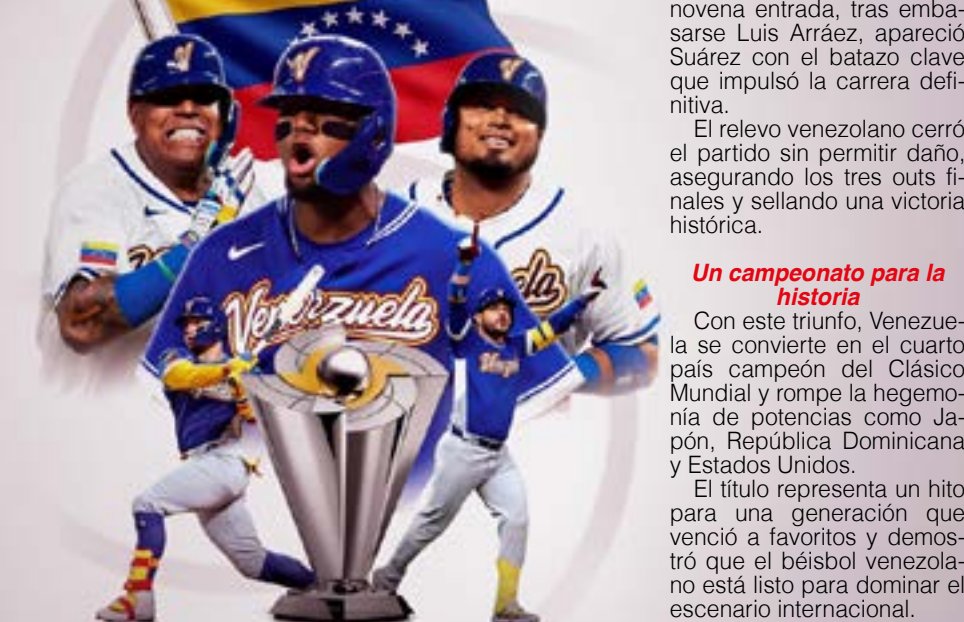 Venezuela
novena entrada, tras emba-
sarse Luis Arráez, apareció
Suárez con el batazo clave
que impulsó la carrera defi-
nitiva.
El relevo venezolano cerró
el partido sin permitir daño,
asegurando los tres outs fi-
nales y sellando una victoria
histórica.
Un campeonato para la
historia
Con este triunfo, Venezue-
la se convierte en el cuarto
país campeón del Clásico
Mundial y rompe la hegemo-
nía de potencias como Ja-
pón, República Dominicana
y Estados Unidos.
El título representa un hito
para una generación que
venció a favoritos y demos-
tró que el béisbol venezola-
no está listo para dominar el
escenario internacional.